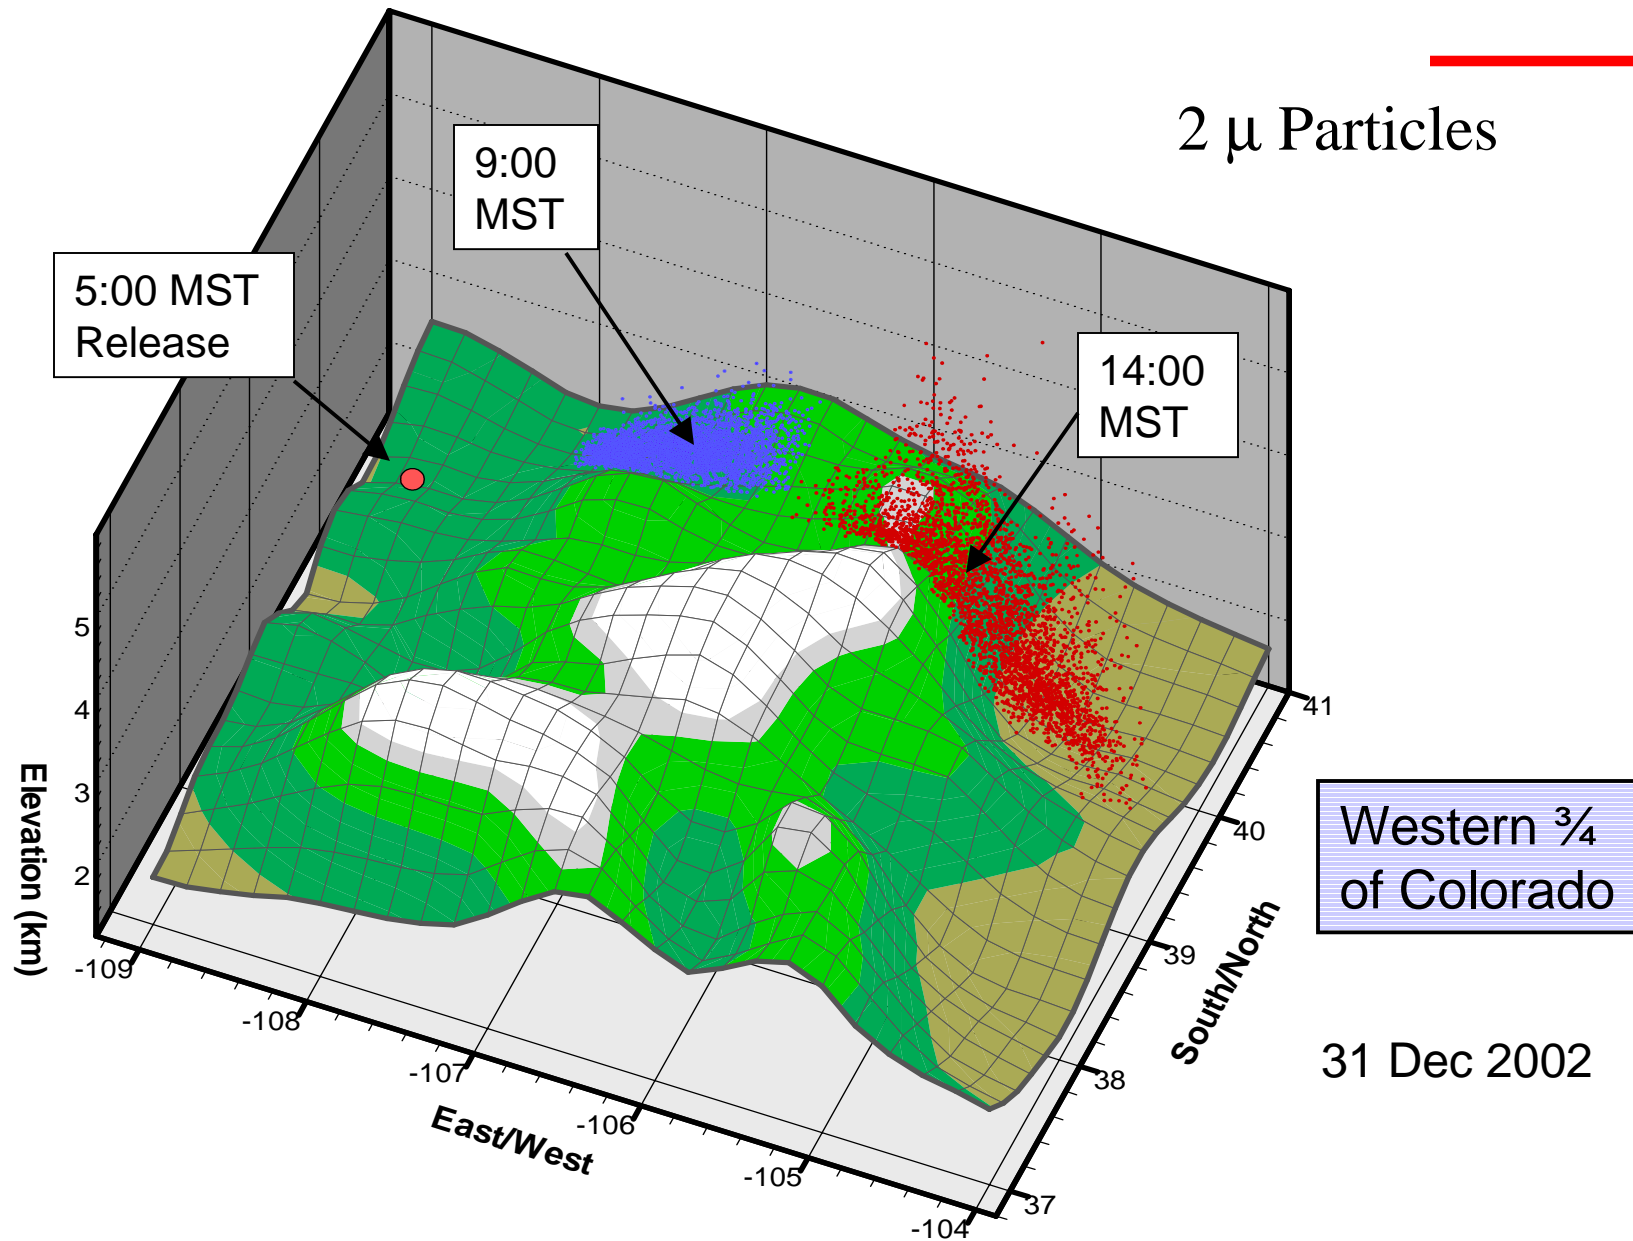 2 μ Particles
9:00
MST
5:00 MST
Release
14:00
MST
5
4
3
2
Elevation (km)
-109
-108
-107
-106
-105
-104
East/West
41
40
39
38
37
South/North
Western ¾
of Colorado
31 Dec 2002